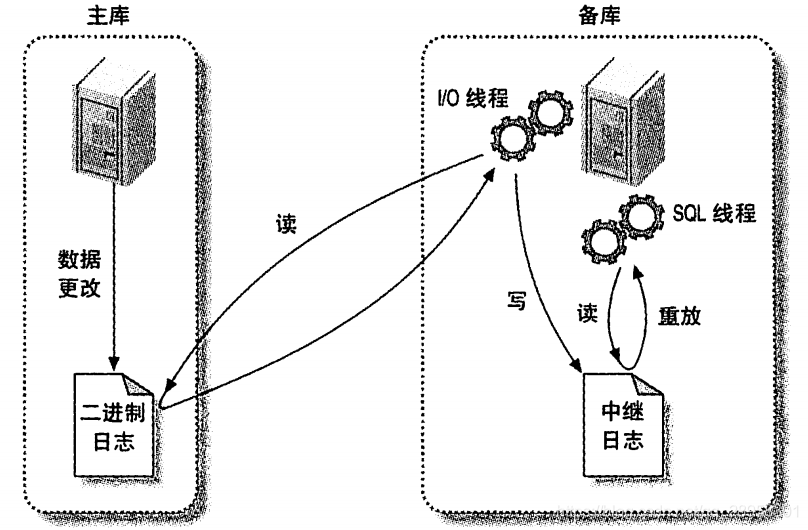 主库
备库
I/O 线程
读
SQL 线程
数据
更改
写
读
重放
二进制
日志
中继
日志